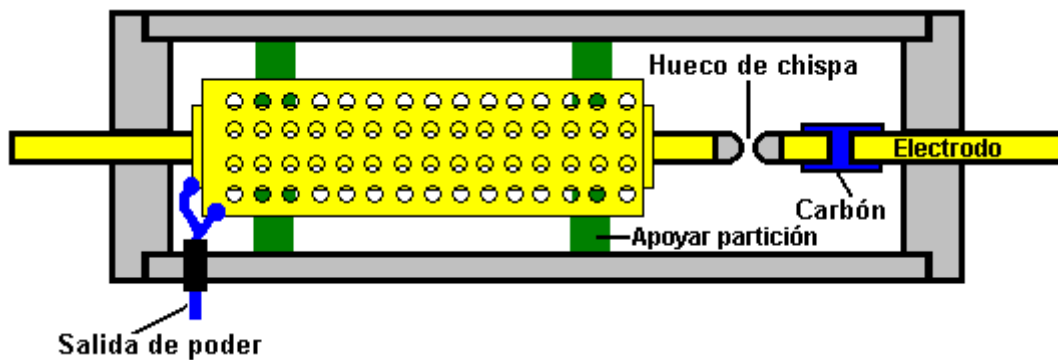 Hueco de chispa
Electrodo
Carbón
Apoyar partición
Salida de poder